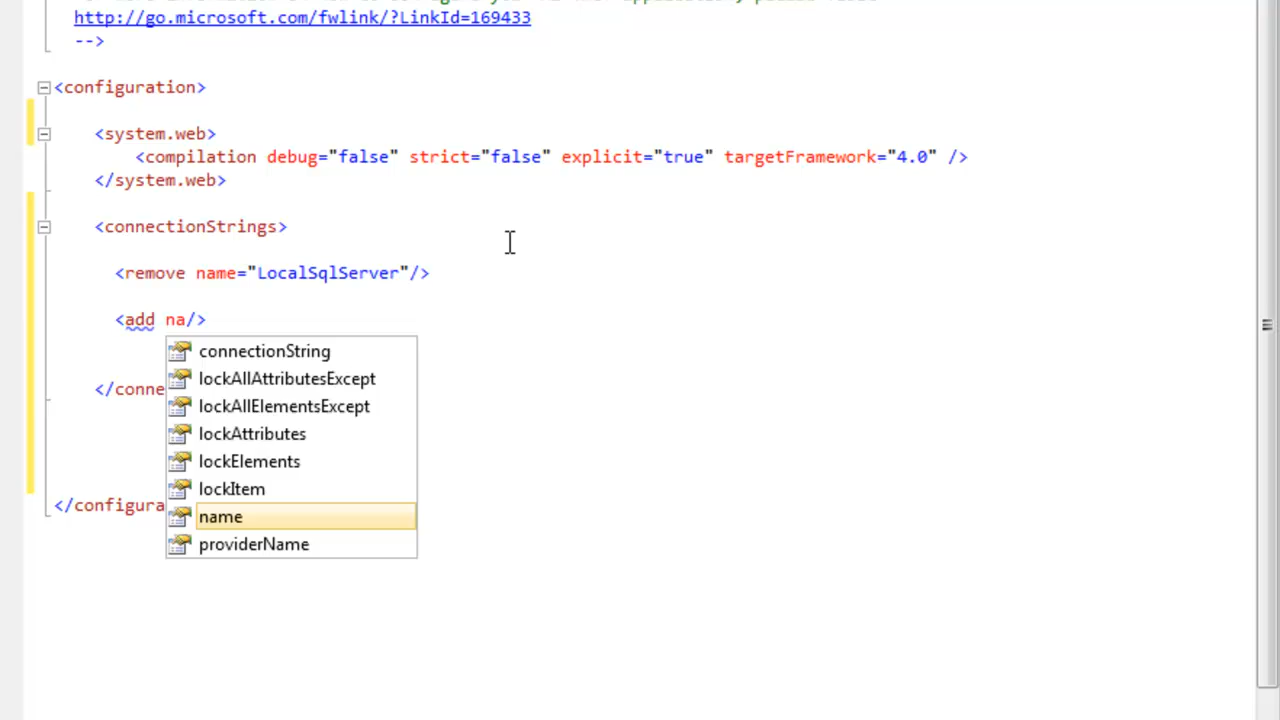 http://go.microsoft.com/fwlink/?LinkId=169433
-->
<configuration>
<system.web>
<compilation debug="false" strict="false" explicit="true" targetFramework="4.0" />
</system.web>
<connectionStrings>
<remove name="LocalSqlServer"/>
<add na/>
connectionString
lockAllAttributesExcept
</conne
lockAllElementsExcept
lockAttributes
lockElements
lockItem
</configura
name
providerName